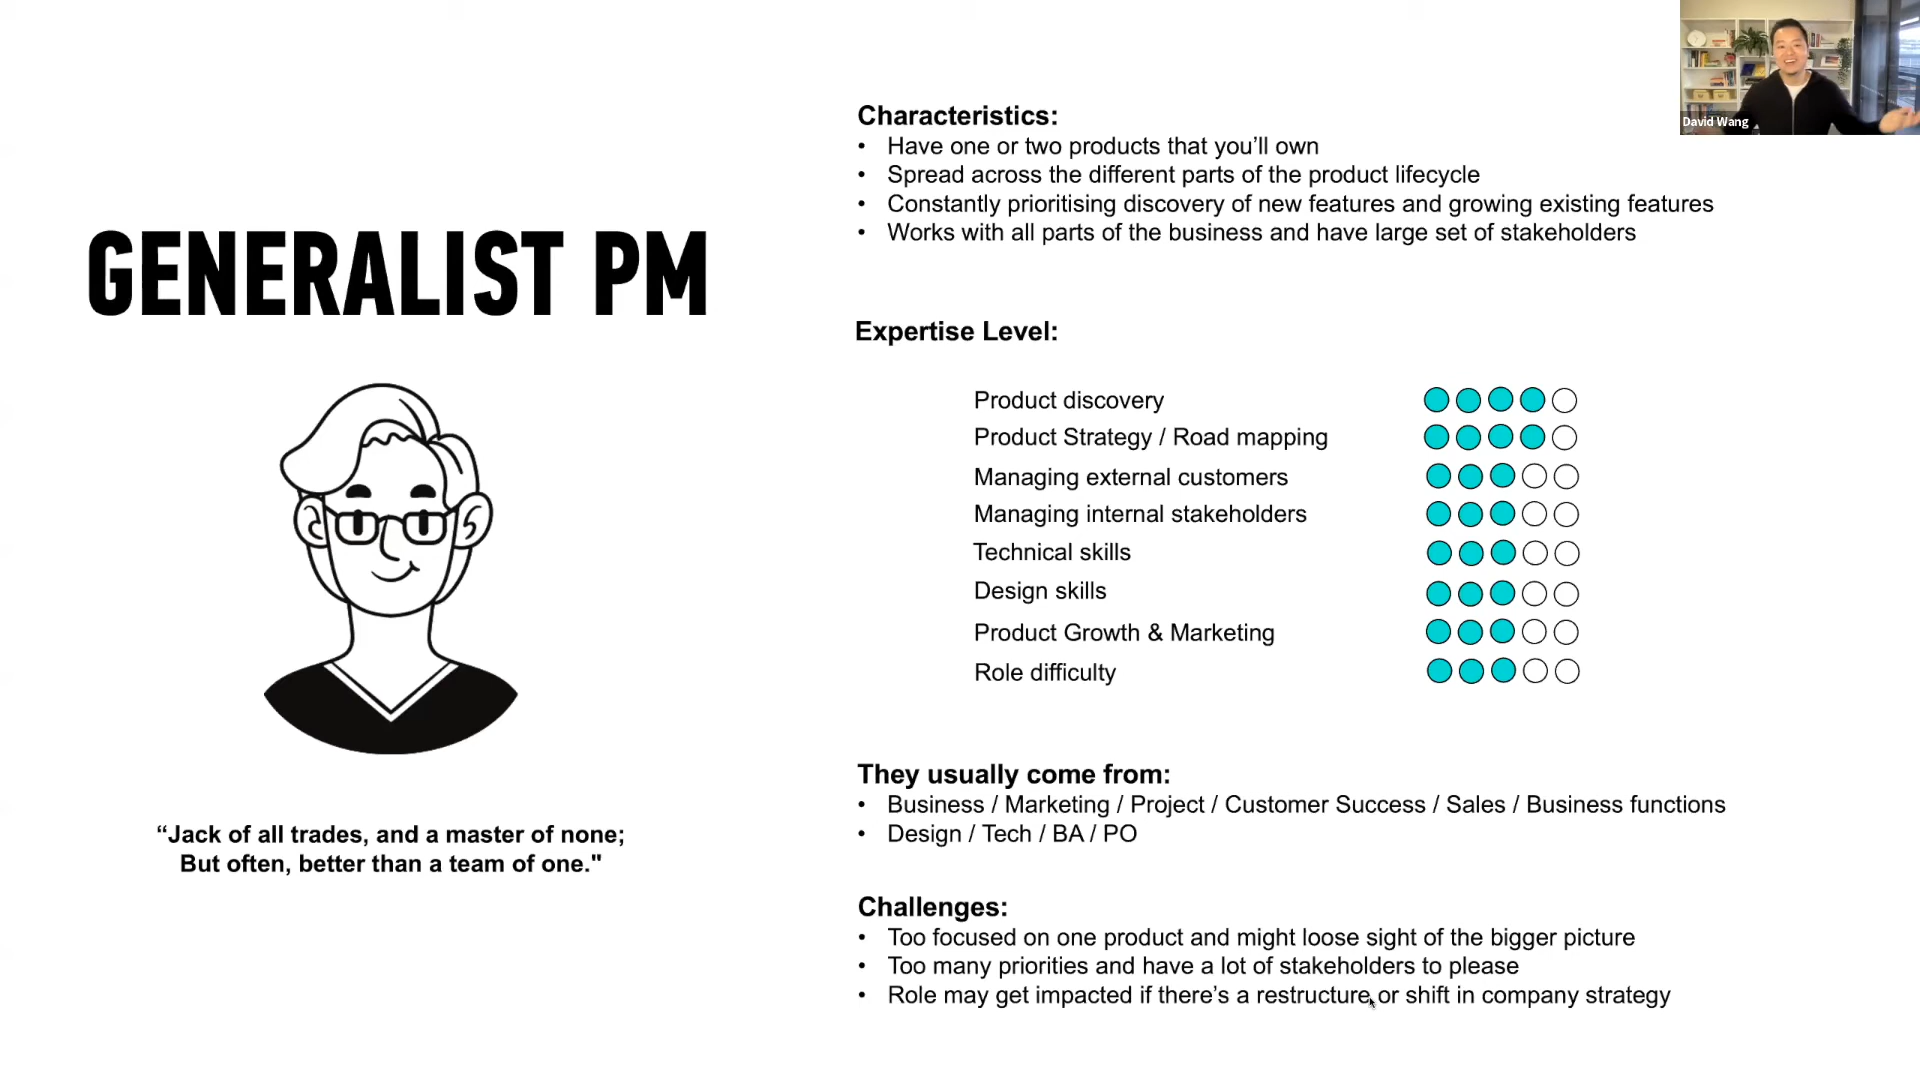 David Wang
GENERALIST PM
“Jack of all trades, and a master of none;
But often, better than a team of one."
Characteristics:
• Have one or two products that you’ll own
• Spread across the different parts of the product lifecycle
• Constantly prioritising discovery of new features and growing existing features
• Works with all parts of the business and have large set of stakeholders
Expertise Level:
Product discovery
Product Strategy / Road mapping
Managing external customers
Managing internal stakeholders
Technical skills
Design skills
Product Growth & Marketing
Role difficulty
They usually come from:
• Business / Marketing / Project / Customer Success / Sales / Business functions
• Design / Tech / BA / PO
Challenges:
• Too focused on one product and might loose sight of the bigger picture
• Too many priorities and have a lot of stakeholders to please
• Role may get impacted if there’s a restructure or shift in company strategy